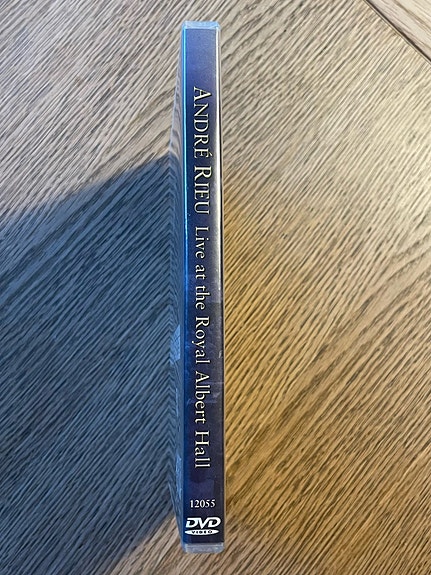 ANDRÉ RIEU Live at the Royal Albert Hall
12055
DVD
VIDEO